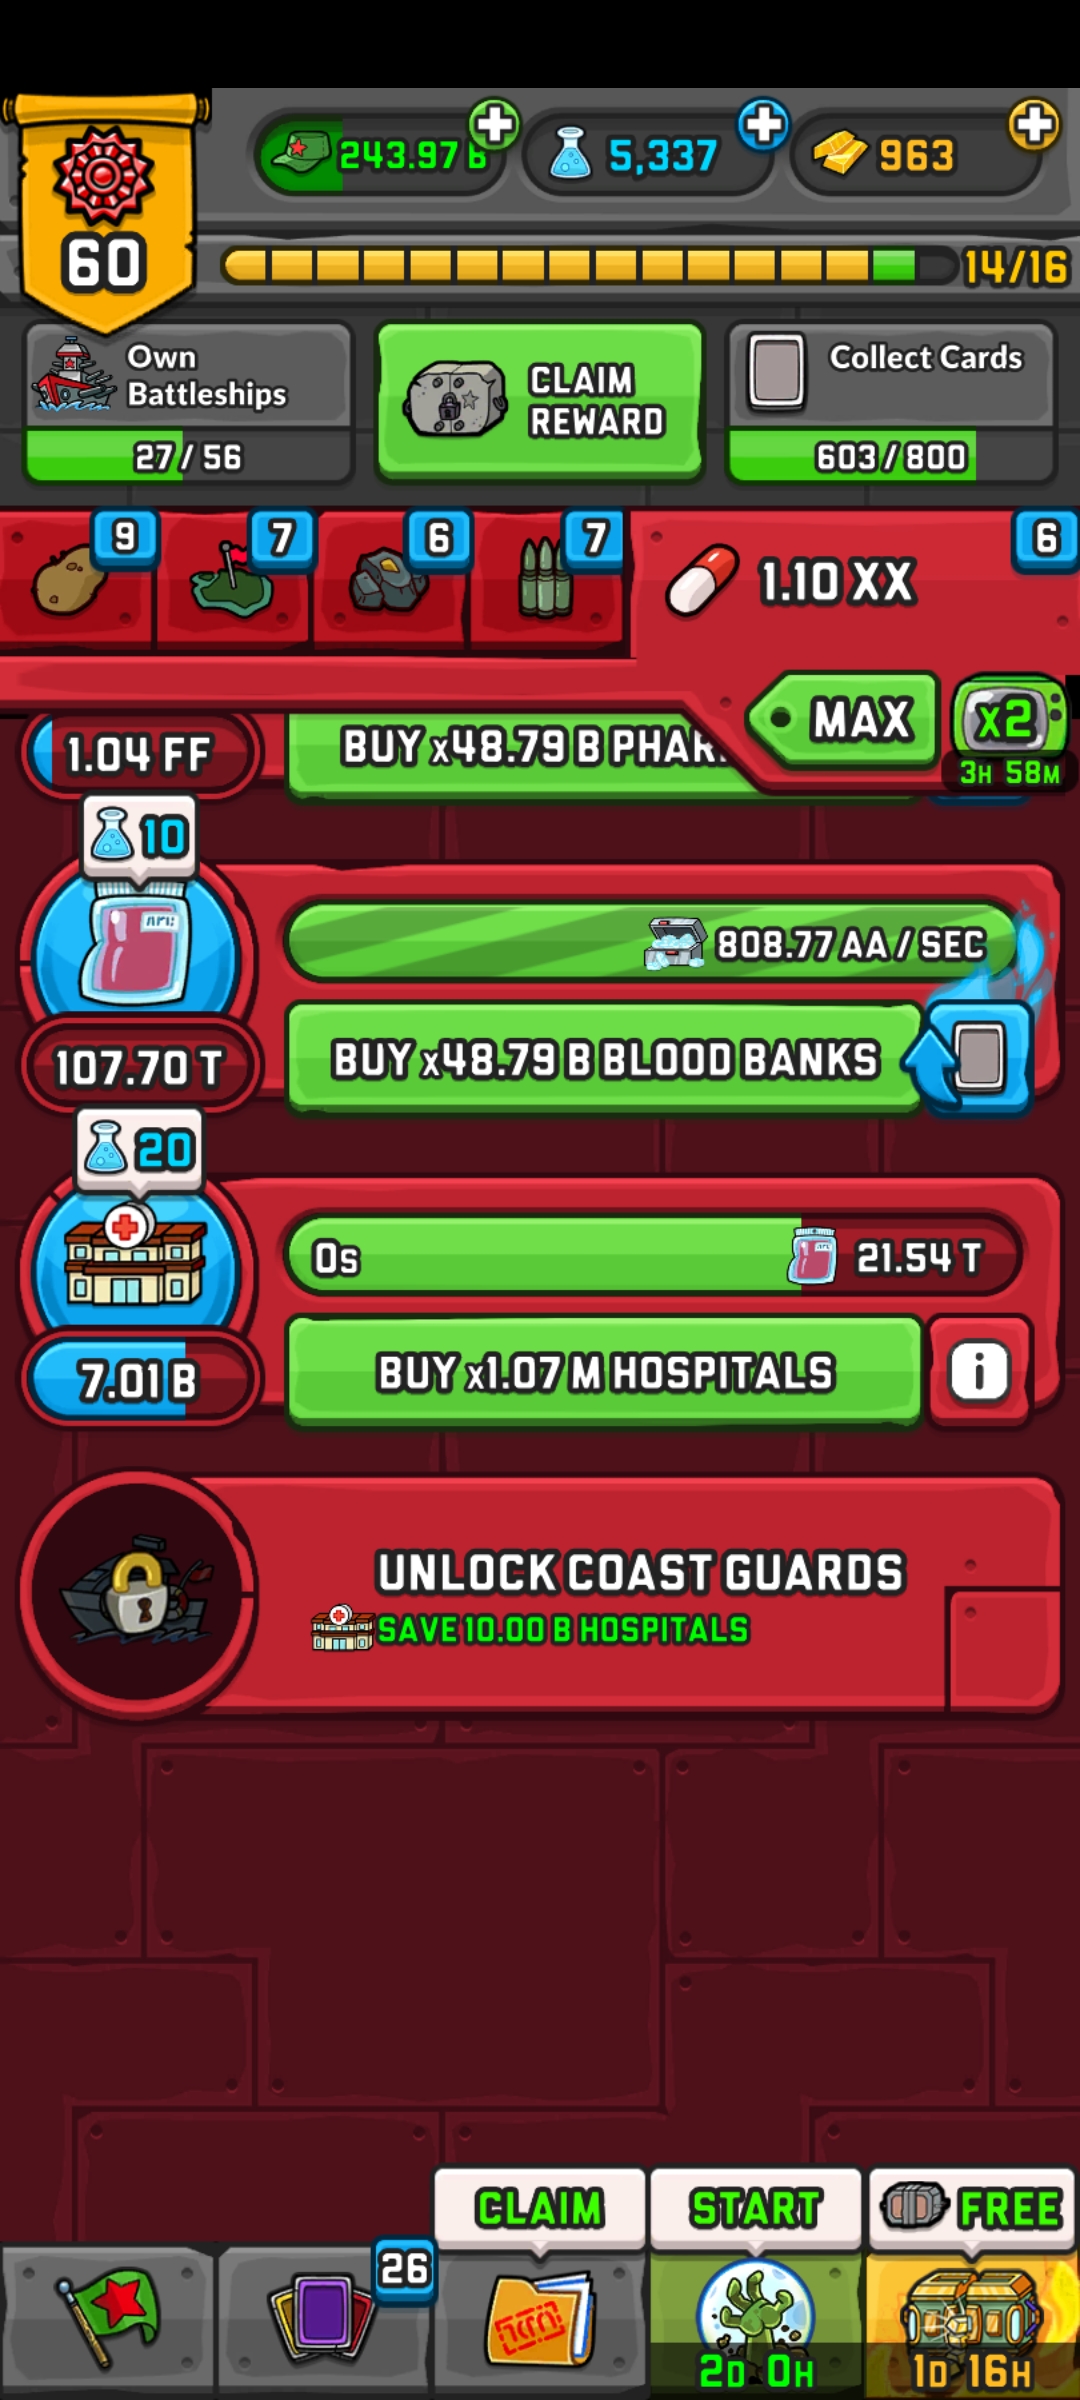 60
243.97 B
5,337
963
14/16
Own
Battleships
27/56
CLAIM
REWARD
Collect Cards
603/800
9
7
6
7
6
1.10 XX
MAX
x2
3H 58M
1.04 FF
BUY x48.79 B PHAR
10
808.77 AA / SEC
107.70 T
BUY x48.79 B BLOOD BANKS
20
0s
21.54 T
7.01 B
BUY x1.07 M HOSPITALS
i
UNLOCK COAST GUARDS
SAVE 10.00 B HOSPITALS
CLAIM
START
FREE
26
2D 0H
1D 16H